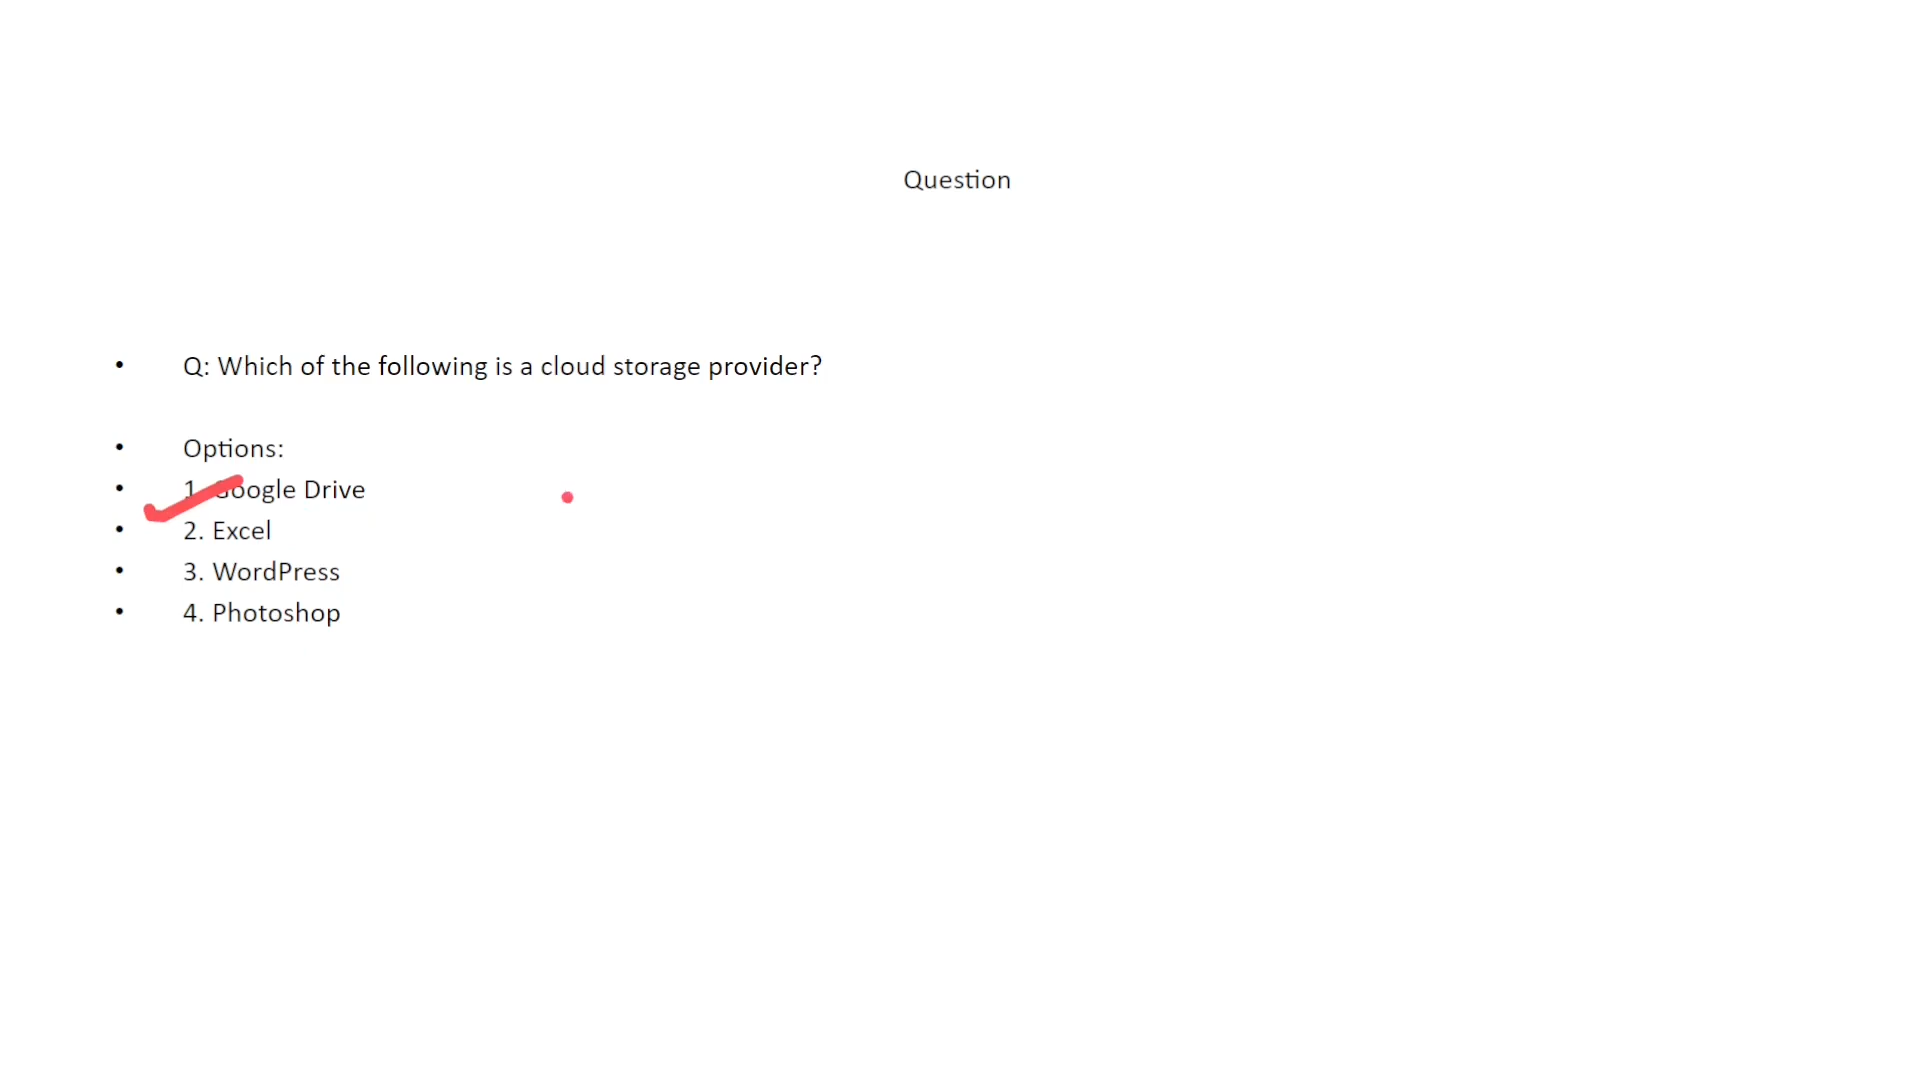 Question
• Q: Which of the following is a cloud storage provider?
• Options:
• 1. Google Drive
• 2. Excel
• 3. WordPress
• 4. Photoshop